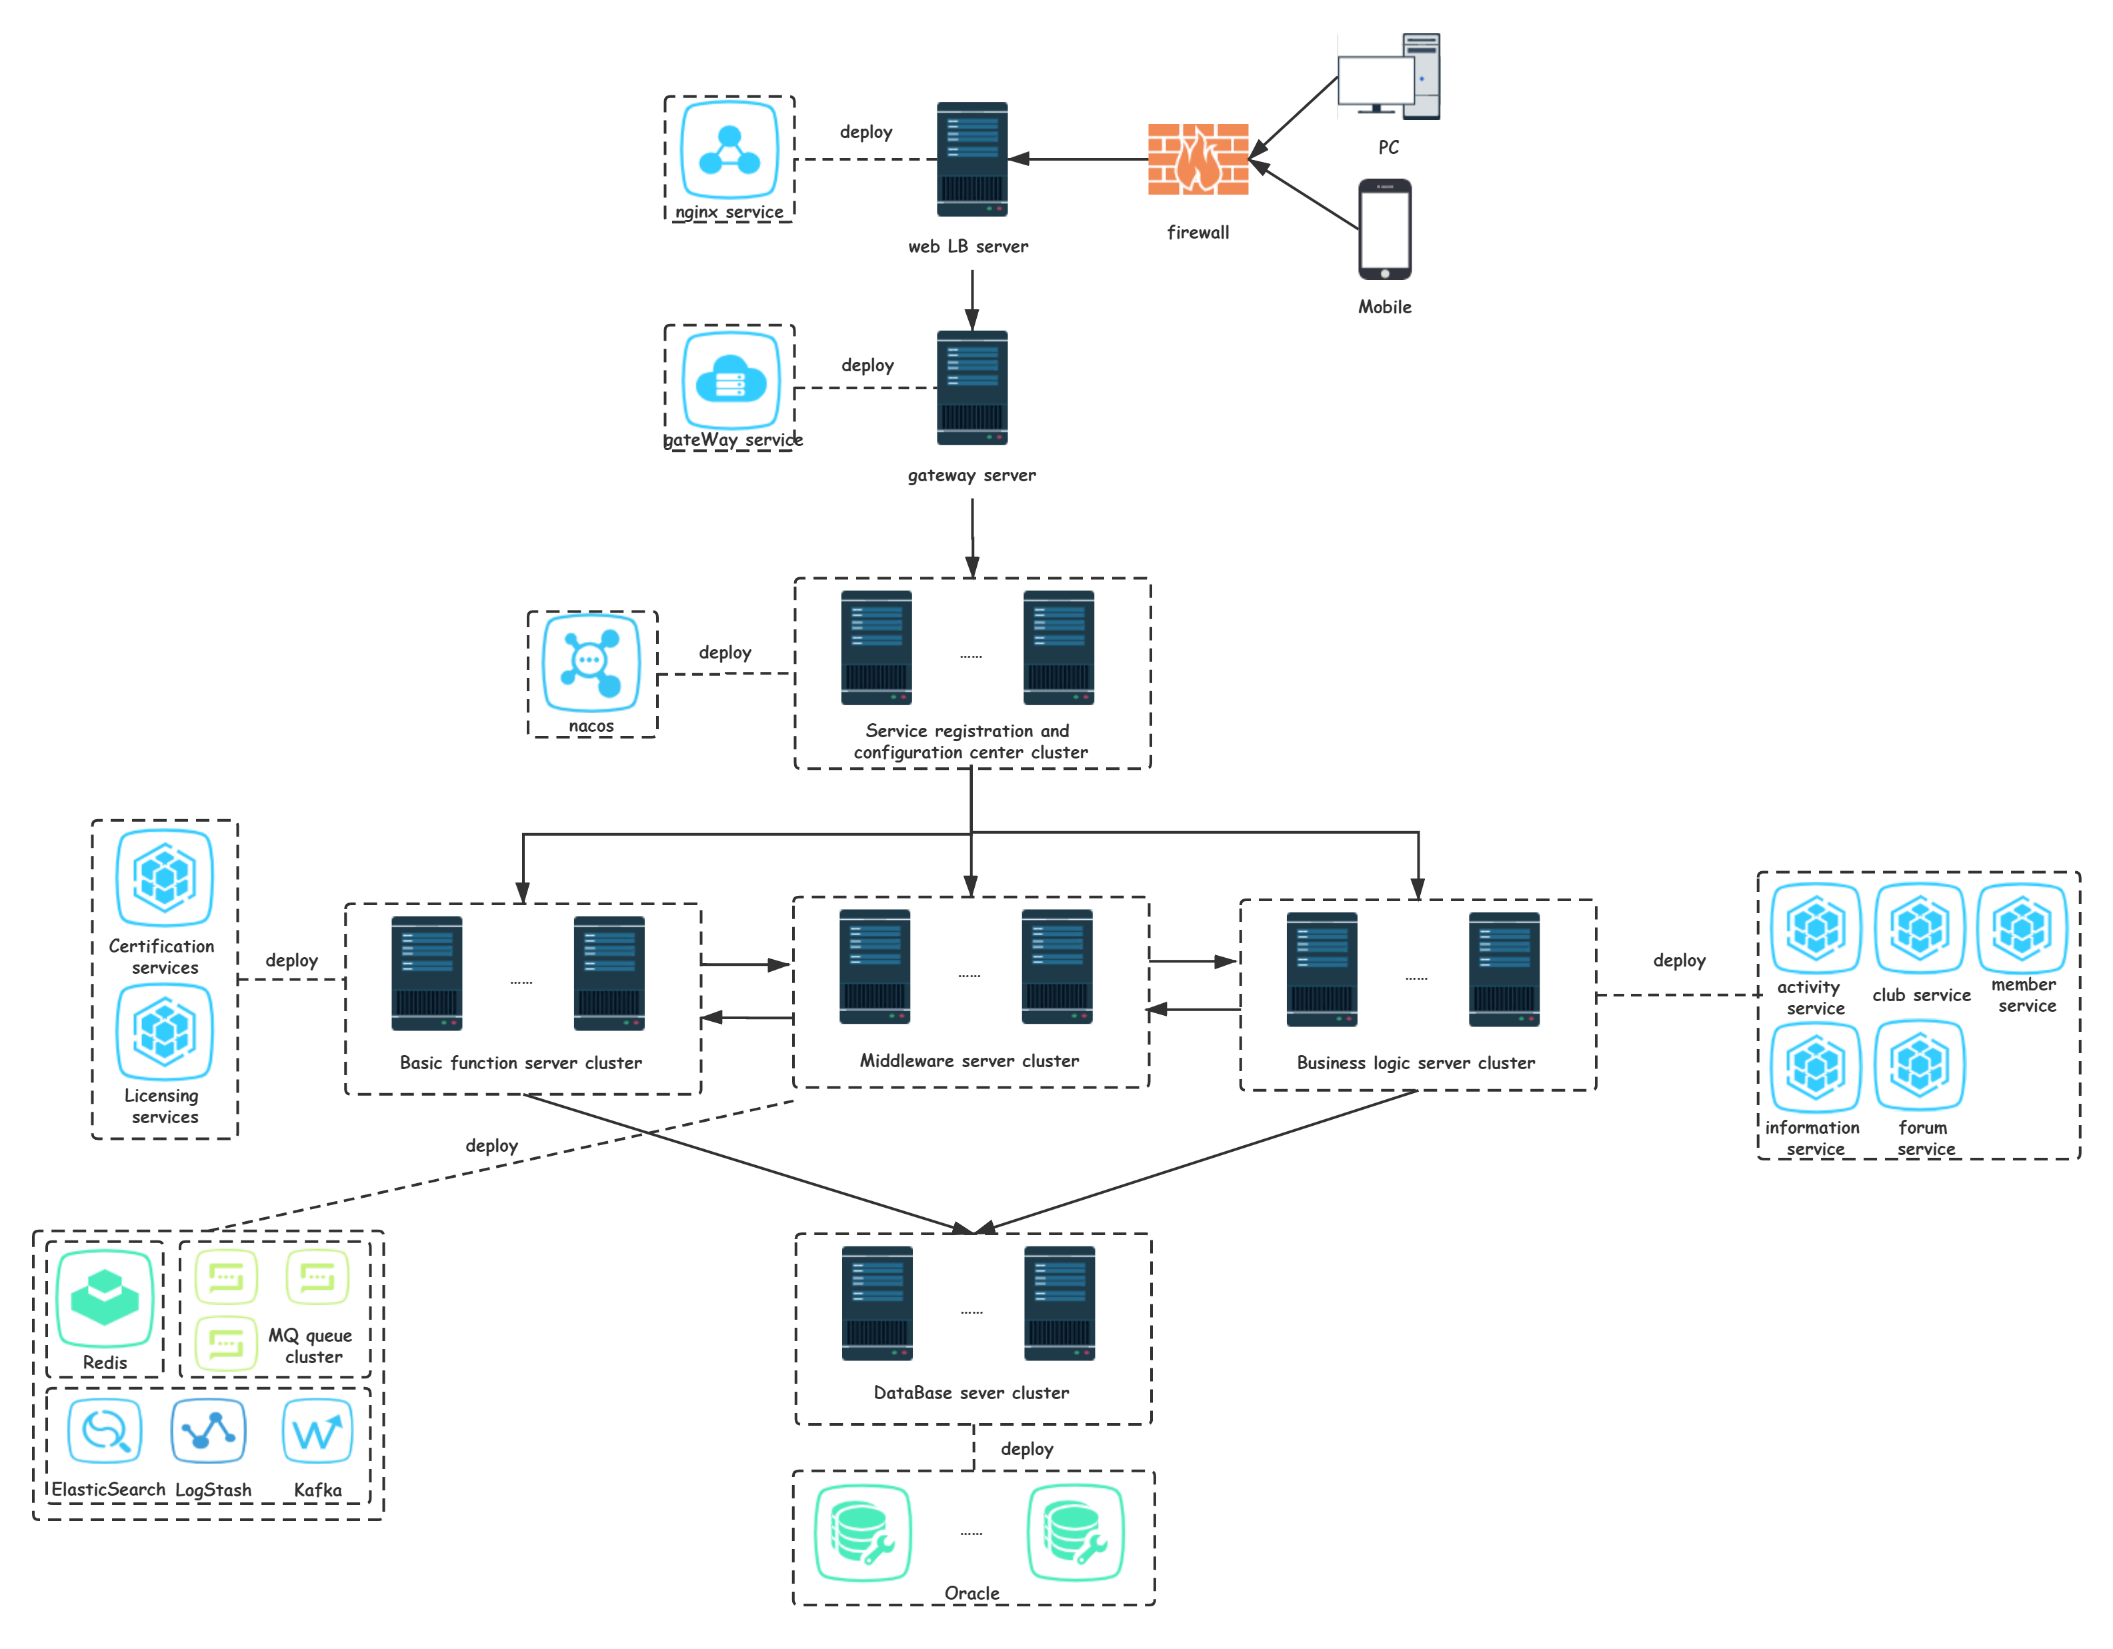 PC
deploy
nginx service
web LB server
firewall
Mobile
deploy
gateWay service
gateway server
deploy
nacos
......
Service registration and
configuration center cluster
Certification
services
Licensing
services
deploy
......
Basic function server cluster
......
Middleware server cluster
......
Business logic server cluster
deploy
activity
service
club service
member
service
information
service
forum
service
deploy
Redis
MQ queue
cluster
ElasticSearch
LogStash
Kafka
......
DataBase sever cluster
deploy
......
Oracle